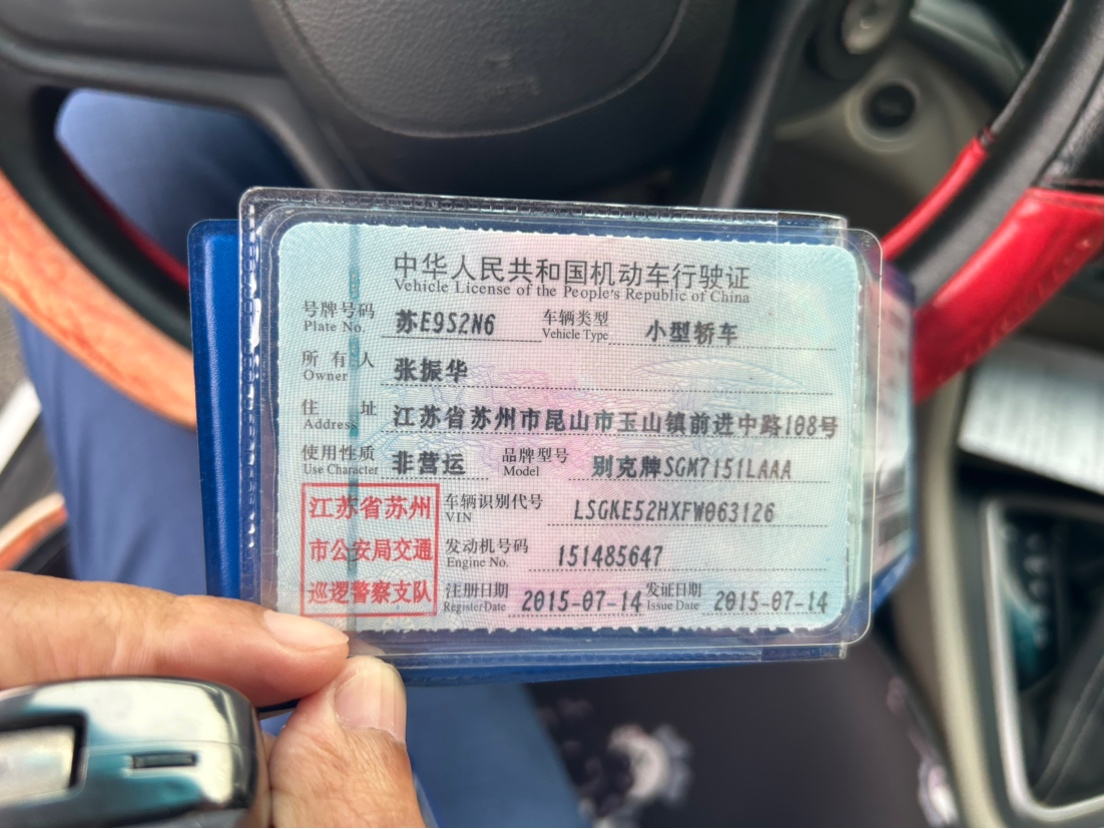 中华人民共和国机动车行驶证
Vehicle License of the People's Republic of China
号牌号码 苏E9S2N6 车辆类型 小型轿车
Plate No. Vehicle Type
所有人 张振华
Owner
住址 江苏省苏州市昆山市玉山镇前进中路108号
Address
使用性质 非营运 品牌型号 别克牌SGM7151LAAA
Use Character Model
江苏省苏州
市公安局交通
巡逻警察支队
车辆识别代号 LSGKE52HXFW063126
VIN
发动机号码 151485647
Engine No.
注册日期 2015-07-14 发证日期 2015-07-14
Register Date Issue Date